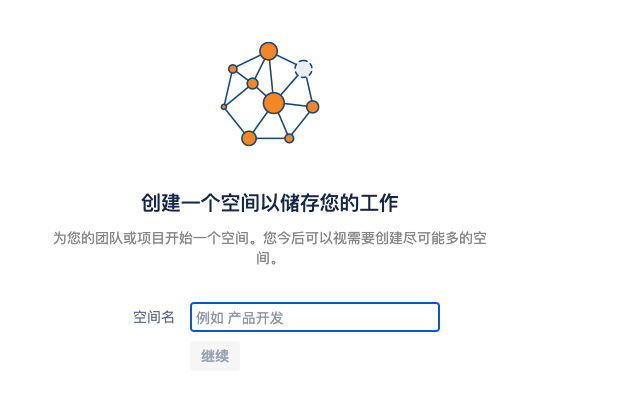 创建一个空间以储存您的工作
为您的团队或项目开始一个空间。您今后可以视需要创建尽可能多的空
间。
空间名
例如 产品开发
继续